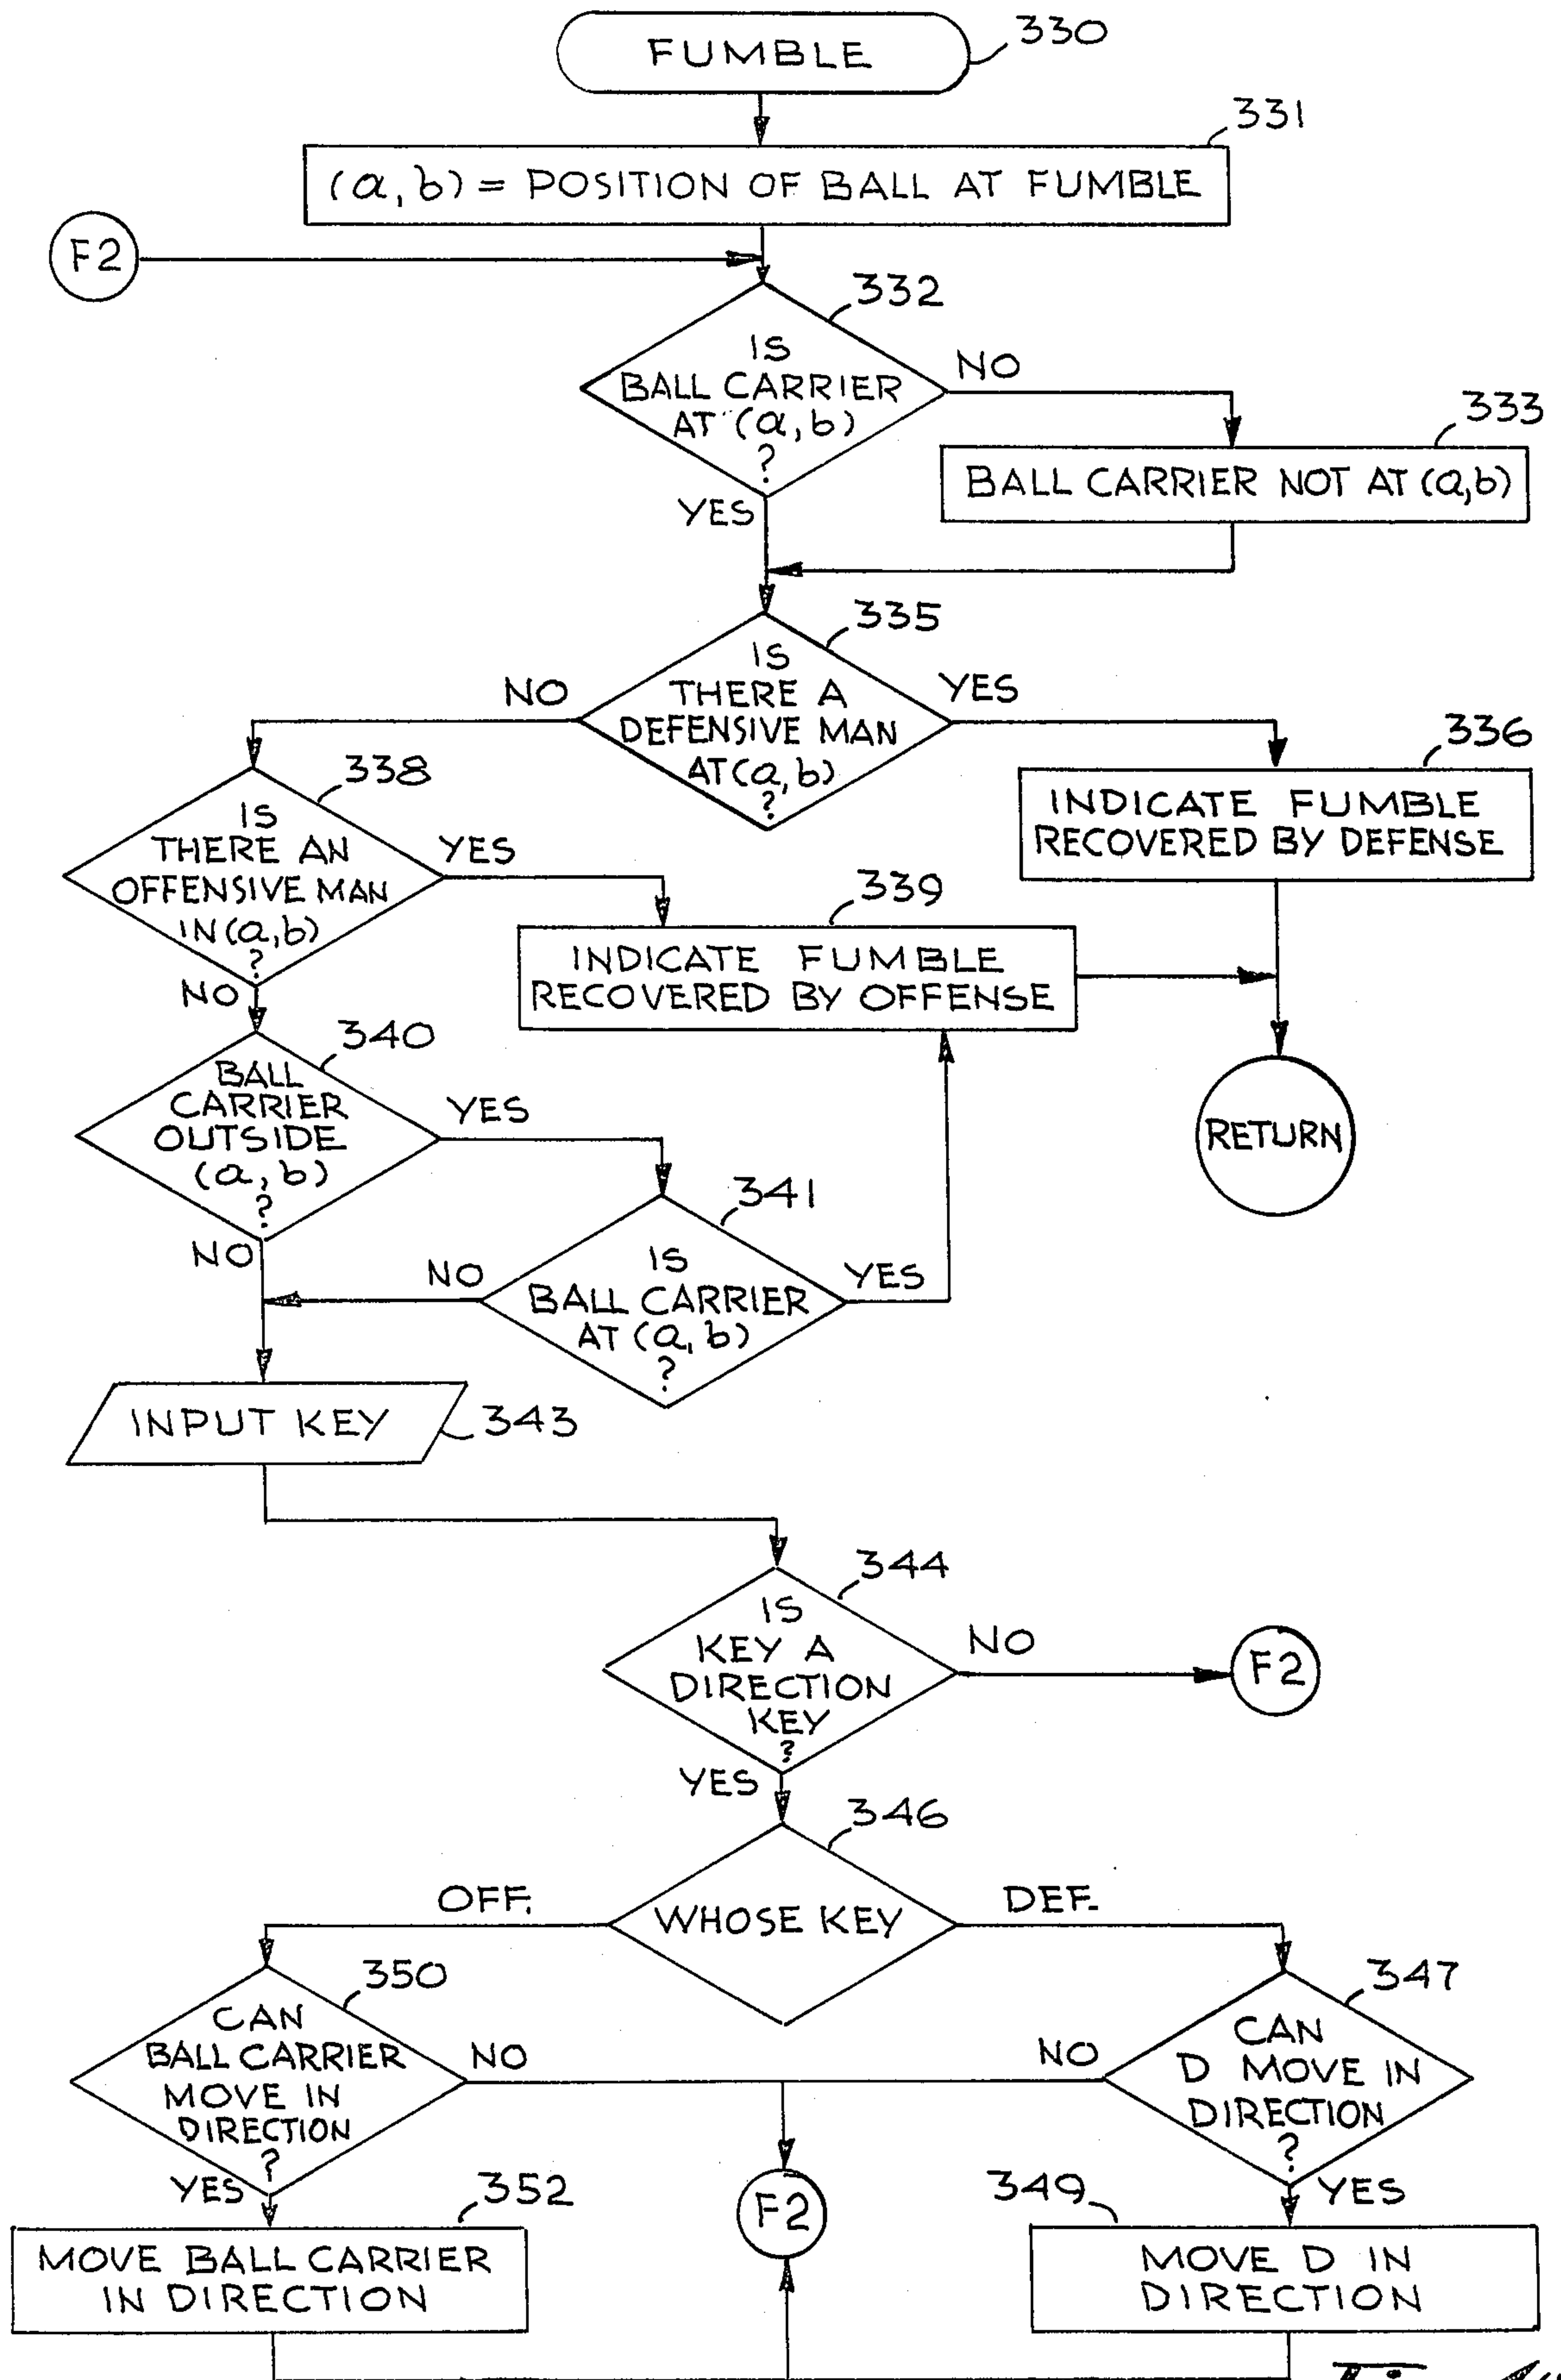 FUMBLE
330
331
(a, b) = POSITION OF BALL AT FUMBLE
F2
332
IS
BALL CARRIER
AT (a, b)
?
NO
YES
333
BALL CARRIER NOT AT (a, b)
335
IS
THERE A
DEFENSIVE MAN
AT (a, b)
?
NO
YES
336
INDICATE FUMBLE
RECOVERED BY DEFENSE
338
IS
THERE AN
OFFENSIVE MAN
IN (a, b)
?
YES
NO
339
INDICATE FUMBLE
RECOVERED BY OFFENSE
RETURN
340
BALL
CARRIER
OUTSIDE
(a, b)
?
YES
NO
341
IS
BALL CARRIER
AT (a, b)
?
NO
YES
INPUT KEY
343
344
IS
KEY A
DIRECTION
KEY
?
NO
F2
YES
346
WHOSE KEY
OFF.
DEF.
350
CAN
BALL CARRIER
MOVE IN
DIRECTION
?
NO
YES
347
CAN
D MOVE IN
DIRECTION
?
NO
YES
F2
352
MOVE BALL CARRIER
IN DIRECTION
349
MOVE D IN
DIRECTION